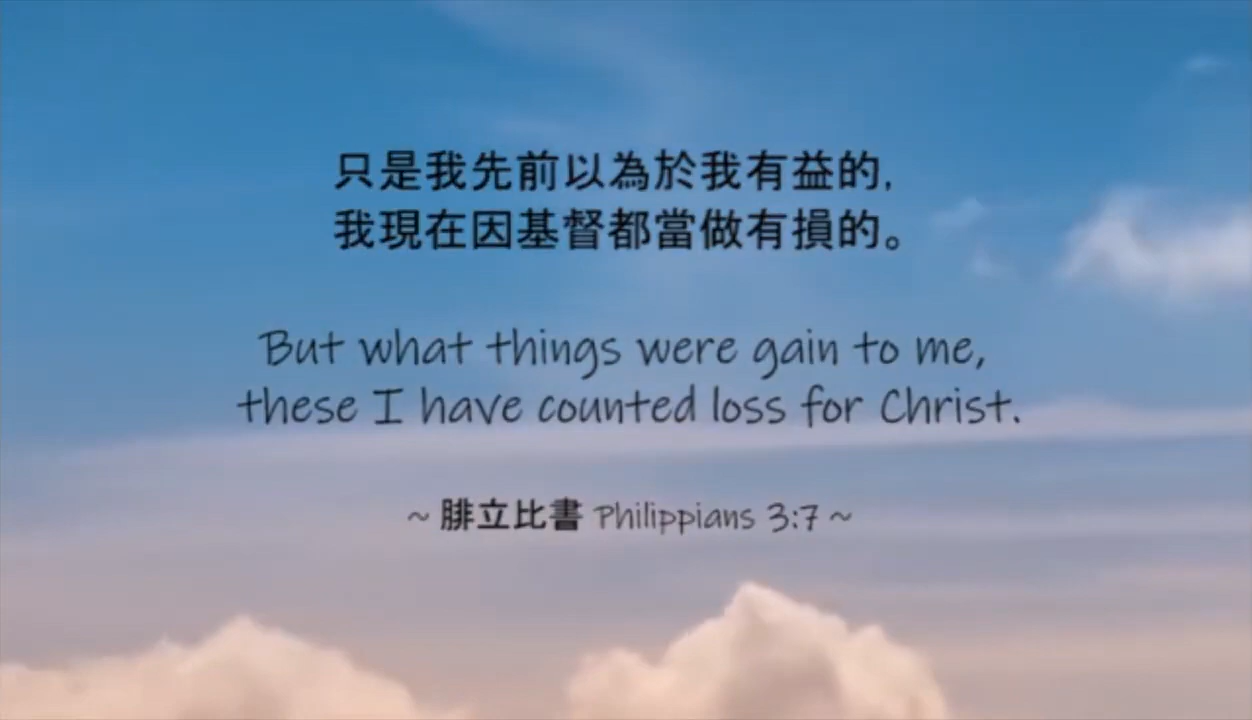 只是我先前以為於我有益的,
我現在因基督都當做有損的。
But what things were gain to me,
these I have counted loss for Christ.
~ 腓立比書 Philippians 3:7 ~